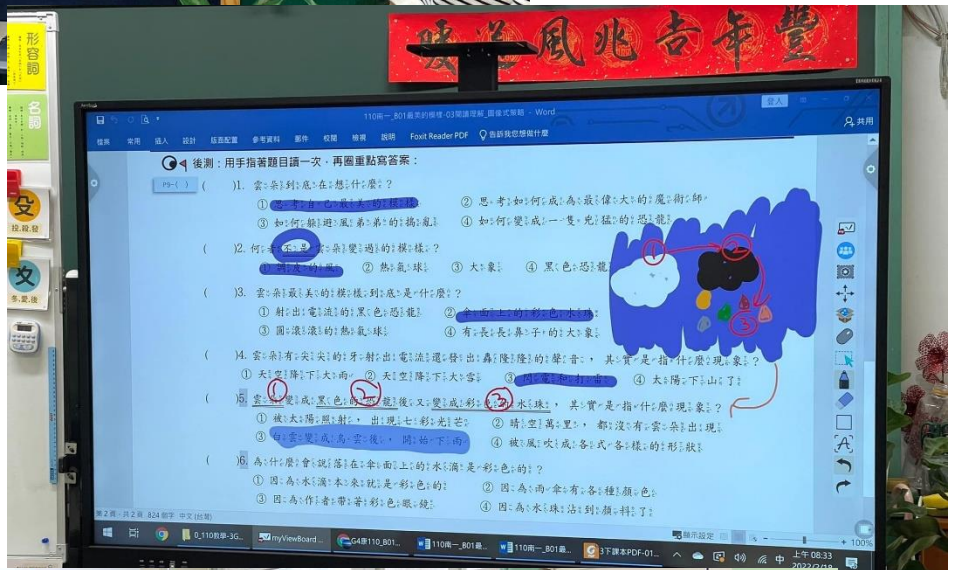 暖送風兆吉年豐
形容詞
名詞
110南一_B01最美的模樣-03閱讀理解_圖像式策略 - Word
登入
檔案 常用 插入 設計 版面配置 參考資料 郵件 校閱 檢視 說明 Foxit Reader PDF 告訴我您想做什麼
共用
後測：用手指著題目讀一次，再圈重點寫答案：
P9-( )
( )1. 雲朵到底在想什麼？
① 思考自己最美的模樣 ② 思考如何成為最偉大的魔術師
③ 如何躲避風弟弟的搗亂 ④ 如何變成一隻兇猛的恐龍
( )2. 何者不是雲朵變過的模樣？
① 調皮的風 ② 熱氣球 ③ 大象 ④ 黑色恐龍
( )3. 雲朵最美的模樣到底是什麼？
① 射出電流的黑色恐龍 ② 傘面上的彩色水珠
③ 圓滾滾的熱氣球 ④ 有長長鼻子的大象
① ② ③
( )4. 雲朵有尖尖的牙射出電流還發出轟隆隆的聲音，其實是指什麼現象？
① 天空降下大雨 ② 天空降下大雪 ③ 閃電和打雷 ④ 太陽下山了
① ② ③
( )5. 雲朵變成黑色的恐龍後又變成彩色的水珠，其實是指什麼現象？
① 被太陽照射，出現七彩光芒 ② 晴空萬里，都沒有雲朵出現
③ 白雲變成烏雲後，開始下雨 ④ 被風吹成各式各樣的形狀
( )6. 為什麼會說落在傘面上的水滴是彩色的？
① 因為水滴本來就是彩色的 ② 因為雨傘有各種顏色
③ 因為作者帶著彩色眼鏡 ④ 因為水珠沾到顏料了
第 2 頁，共 2 頁 824 個字 中文 (台灣)
顯示設定
100%
0_110教學-3G...
myViewBoard ...
G4康110_B01...
110南一_B01最...
110南一_B01最...
3下課本PDF-01...
中
上午 08:33
2022/2/18